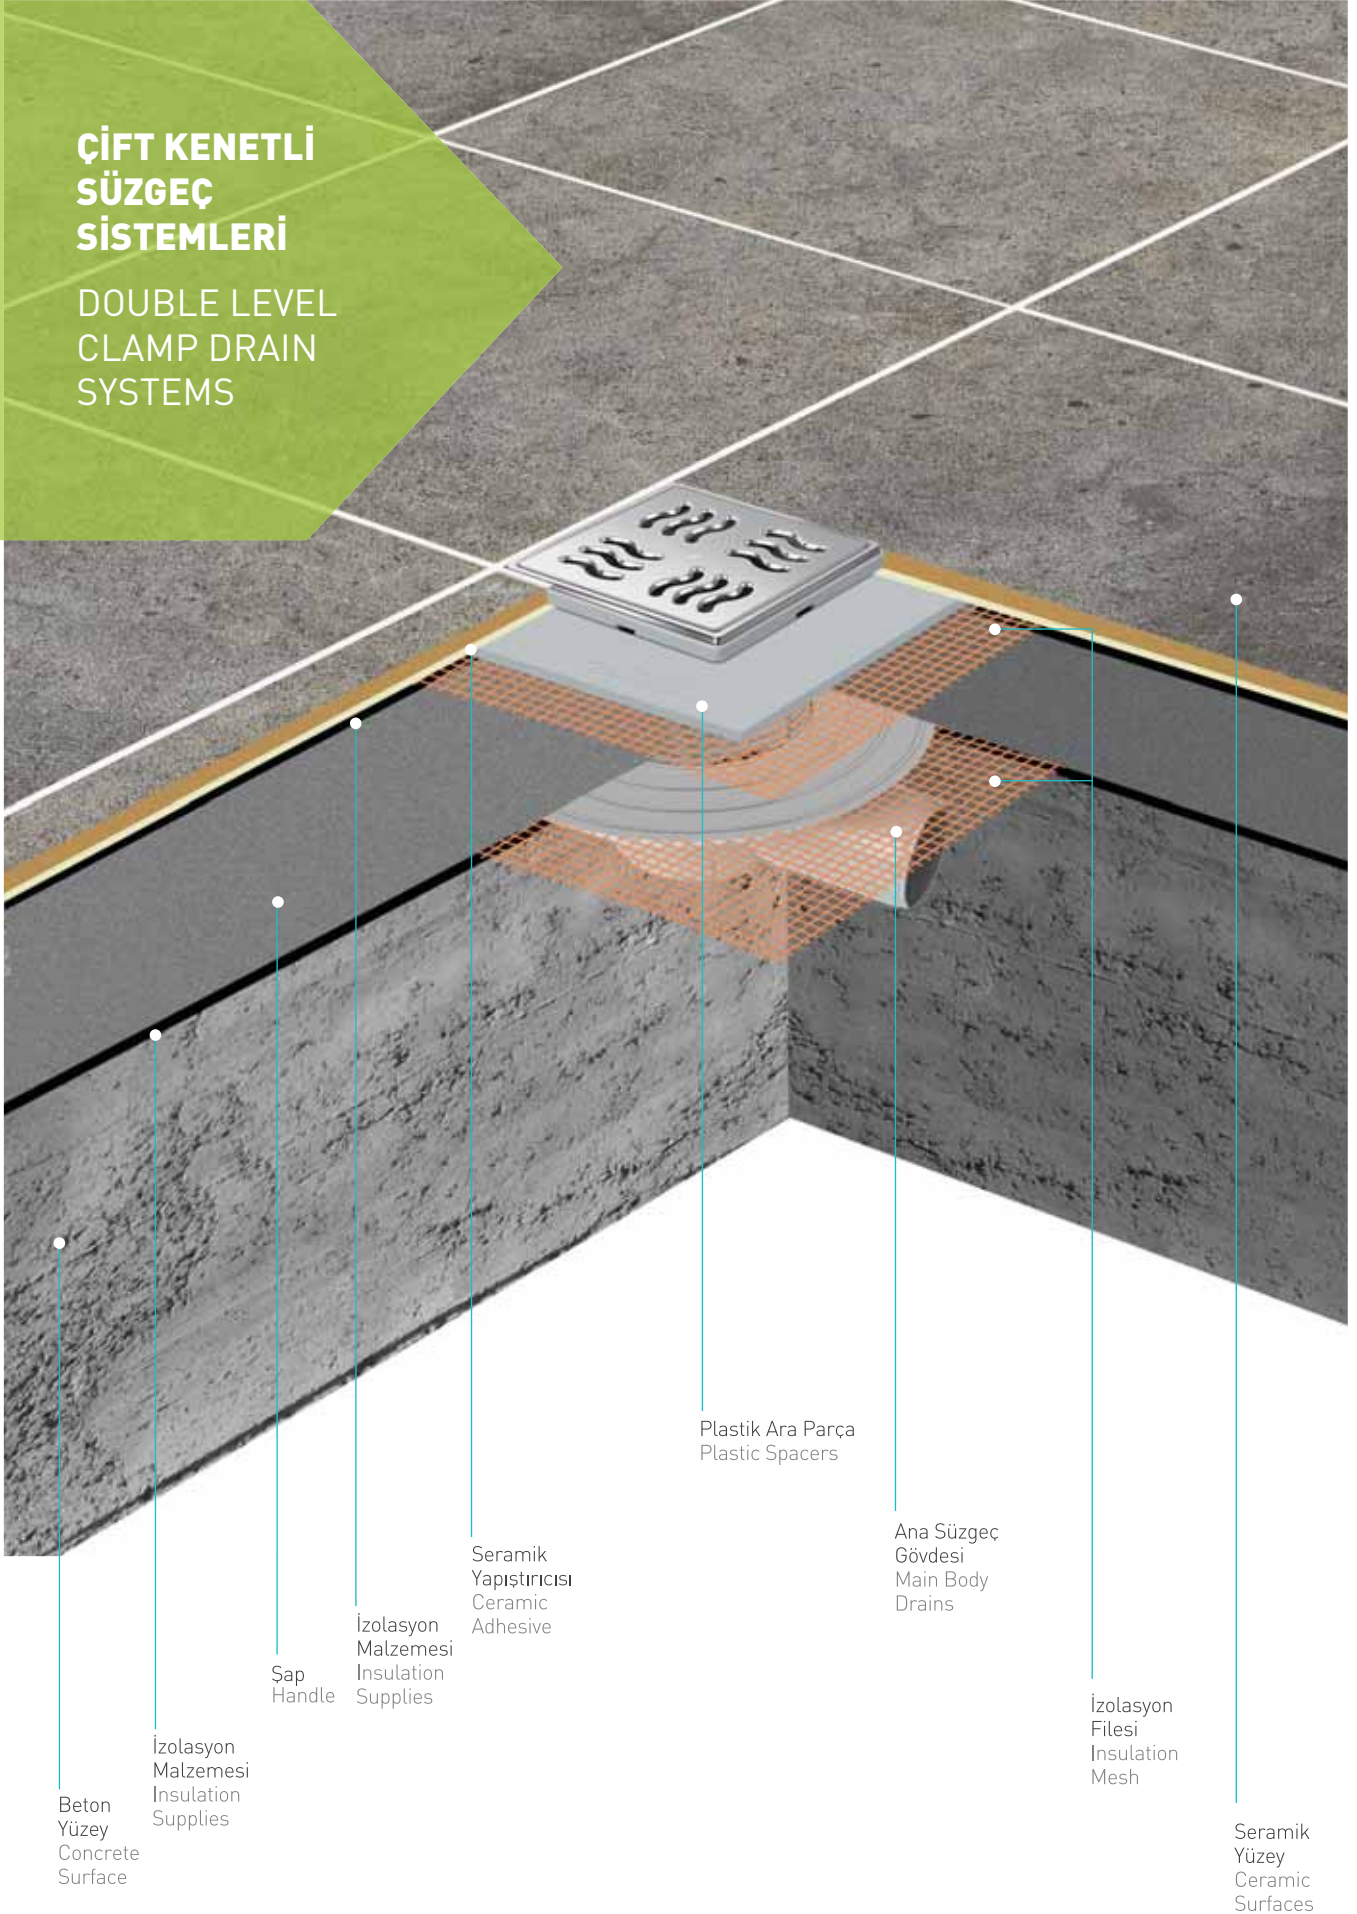 ÇİFT KENETLİ
SÜZGEÇ
SİSTEMLERİ
DOUBLE LEVEL
CLAMP DRAIN
SYSTEMS
Plastik Ara Parça
Plastic Spacers
Ana Süzgeç
Gövdesi
Main Body
Drains
Seramik
Yapıştırıcısı
Ceramic
Adhesive
İzolasyon
Malzemesi
Insulation
Supplies
Şap
Handle
İzolasyon
Filesi
Insulation
Mesh
İzolasyon
Malzemesi
Insulation
Supplies
Beton
Yüzey
Concrete
Surface
Seramik
Yüzey
Ceramic
Surfaces